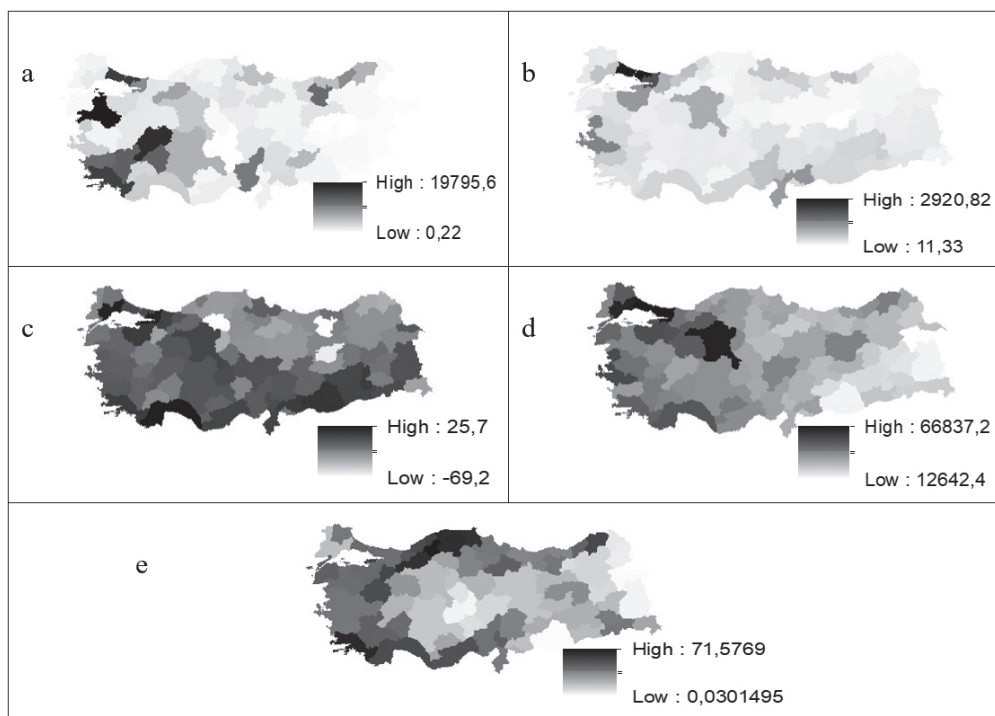 a
High : 19795,6
Low : 0,22
b
High : 2920,82
Low : 11,33
c
High : 25,7
Low : -69,2
d
High : 66837,2
Low : 12642,4
e
High : 71,5769
Low : 0,0301495